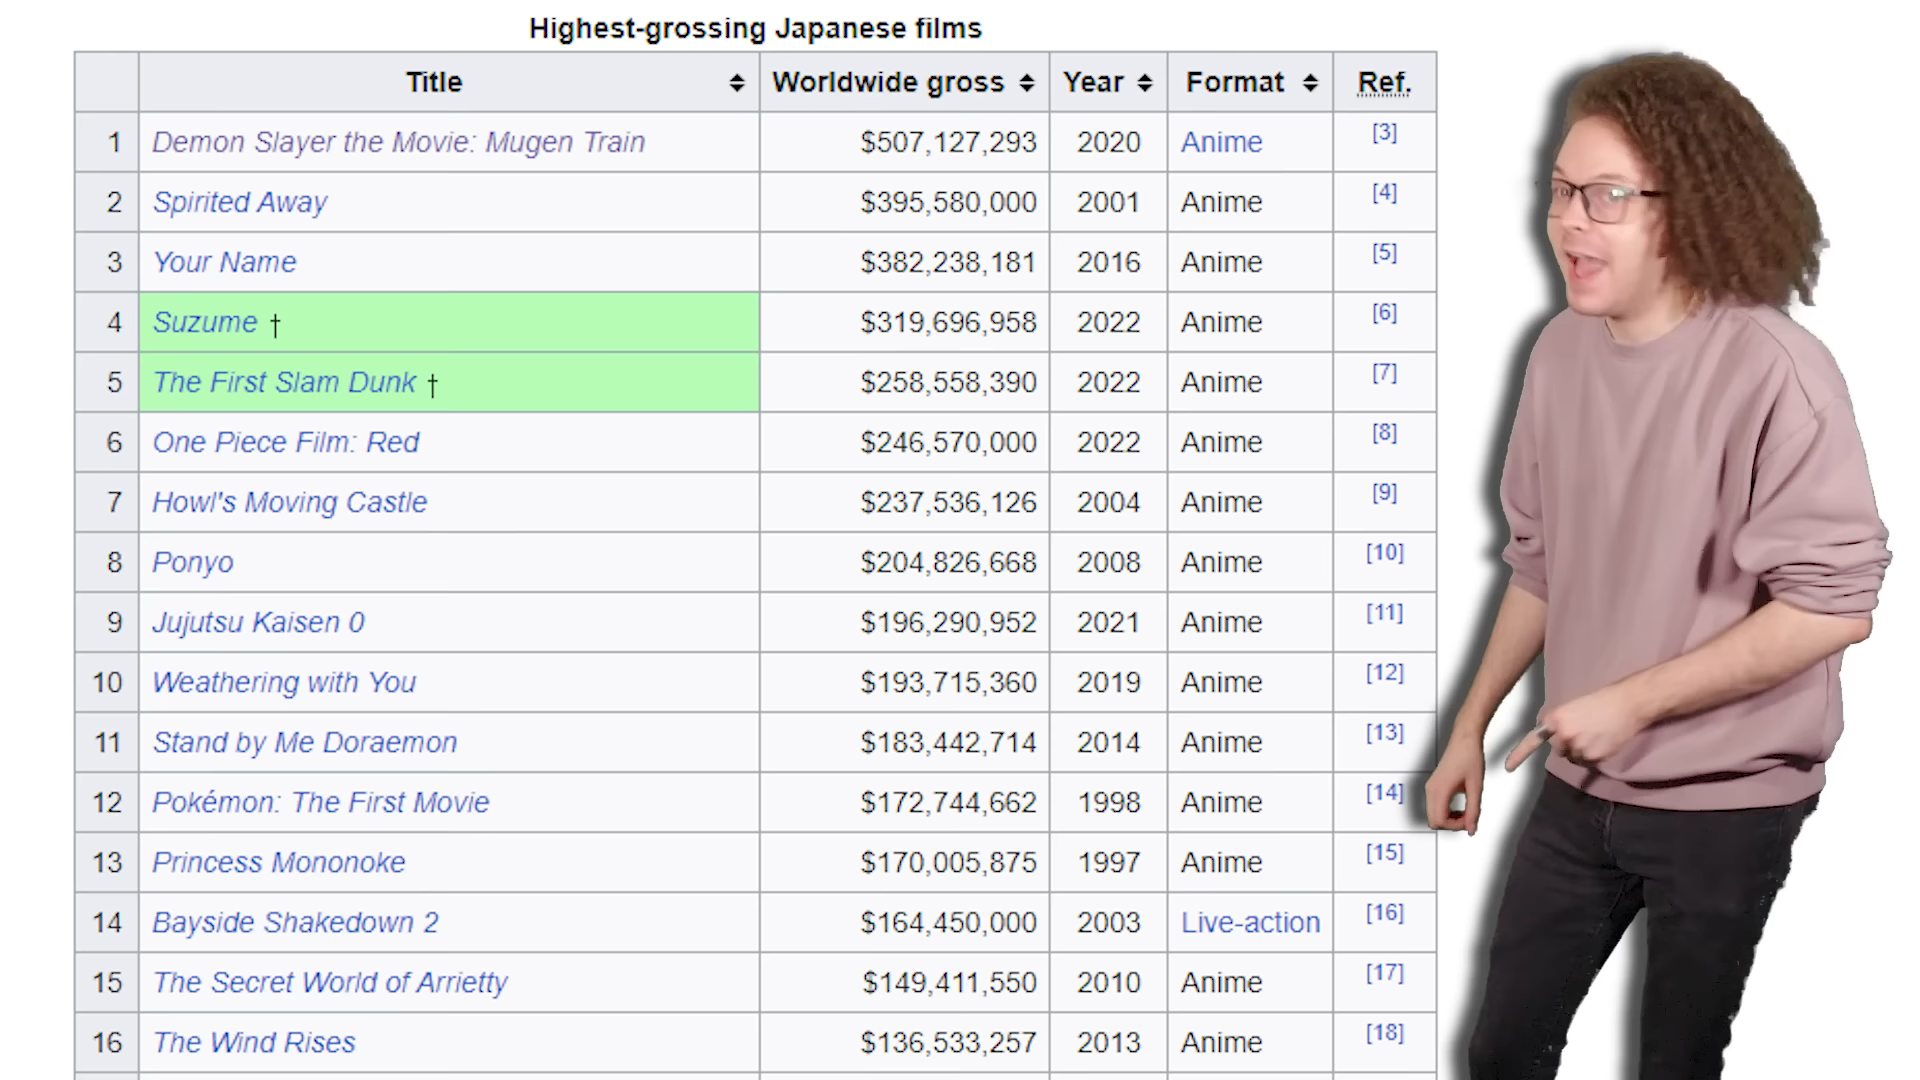 Highest-grossing Japanese films
Title Worldwide gross Year Format Ref.
1 Demon Slayer the Movie: Mugen Train $507,127,293 2020 Anime [3]
2 Spirited Away $395,580,000 2001 Anime [4]
3 Your Name $382,238,181 2016 Anime [5]
4 Suzume † $319,696,958 2022 Anime [6]
5 The First Slam Dunk † $258,558,390 2022 Anime [7]
6 One Piece Film: Red $246,570,000 2022 Anime [8]
7 Howl's Moving Castle $237,536,126 2004 Anime [9]
8 Ponyo $204,826,668 2008 Anime [10]
9 Jujutsu Kaisen 0 $196,290,952 2021 Anime [11]
10 Weathering with You $193,715,360 2019 Anime [12]
11 Stand by Me Doraemon $183,442,714 2014 Anime [13]
12 Pokémon: The First Movie $172,744,662 1998 Anime [14]
13 Princess Mononoke $170,005,875 1997 Anime [15]
14 Bayside Shakedown 2 $164,450,000 2003 Live-action [16]
15 The Secret World of Arrietty $149,411,550 2010 Anime [17]
16 The Wind Rises $136,533,257 2013 Anime [18]